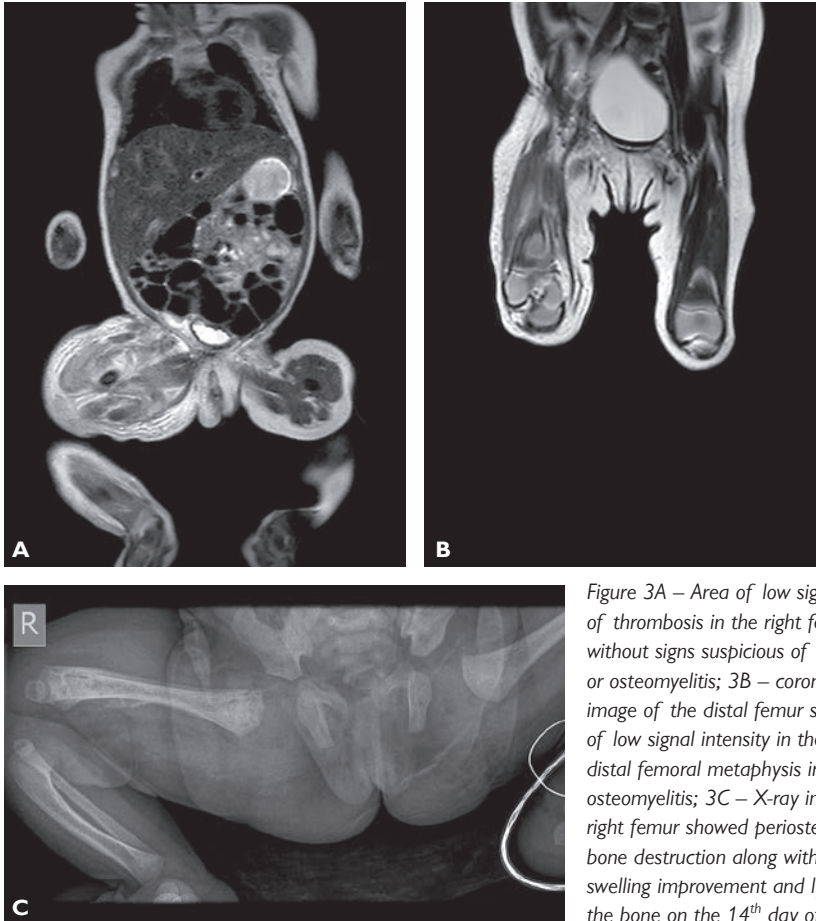 A
B
R
C
Figure 3A – Area of low sig
of thrombosis in the right f
without signs suspicious of
or osteomyelitis; 3B – coror
image of the distal femur s
of low signal intensity in the
distal femoral metaphysis in
osteomyelitis; 3C – X-ray in
right femur showed perioste
bone destruction along with
swelling improvement and l
the bone on the 14th day of